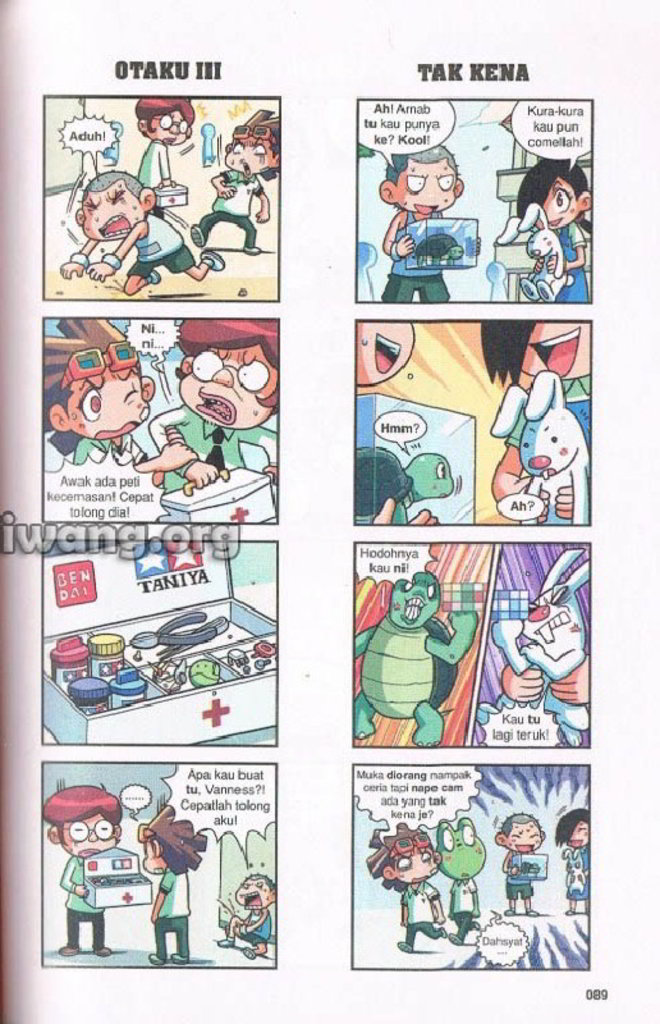 OTAKU III
Aduh!
Ni...
ni...
Awak ada peti
kecemasan! Cepat
tolong dia!
BEN
DAI
TANIYA
Apa kau buat
tu, Vanness?!
Cepatlah tolong
aku!
......
TAK KENA
Ah! Arnab
tu kau punya
ke? Kool!
Kura-kura
kau pun
comellah!
Hmm?
Ah?
Hodohnya
kau ni!
Kau tu
lagi teruk!
Muka diorang nampak
ceria tapi nape cam
ada yang tak
kena je?
Dahsyat
...
iwang.org
089